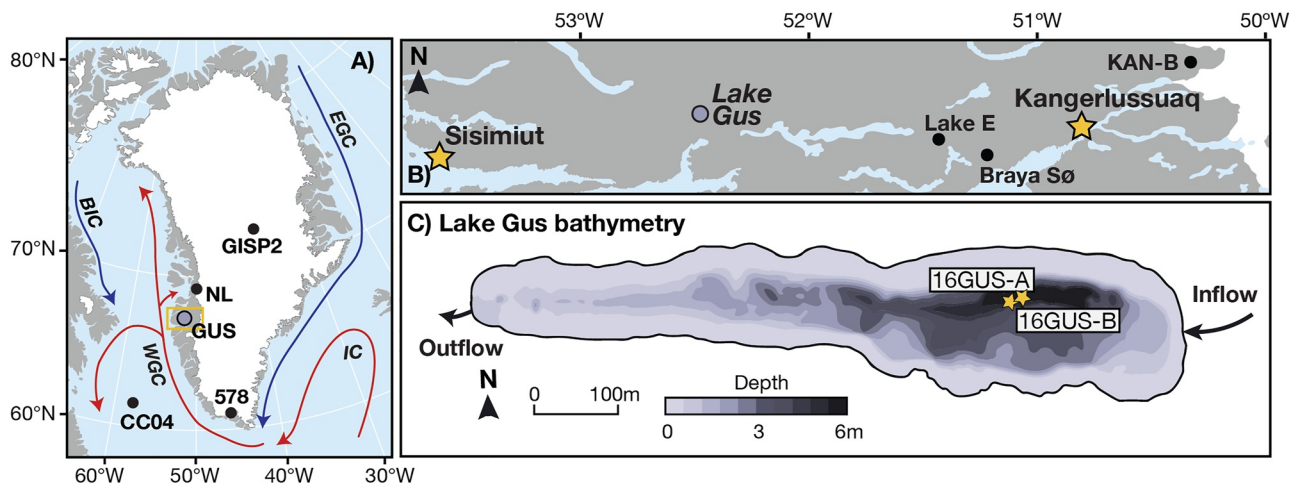 A)
80°N
70°N
60°N
60°W
50°W
40°W
30°W
EGC
BIC
GISP2
NL
GUS
WGC
IC
578
CC04
53°W
52°W
51°W
50°W
N
Lake
Gus
Sisimiut
B)
KAN-B
Kangerlussuaq
Lake E
Braya Sø
C) Lake Gus bathymetry
16GUS-A
16GUS-B
Inflow
Outflow
N
0 100m
Depth
0 3 6m